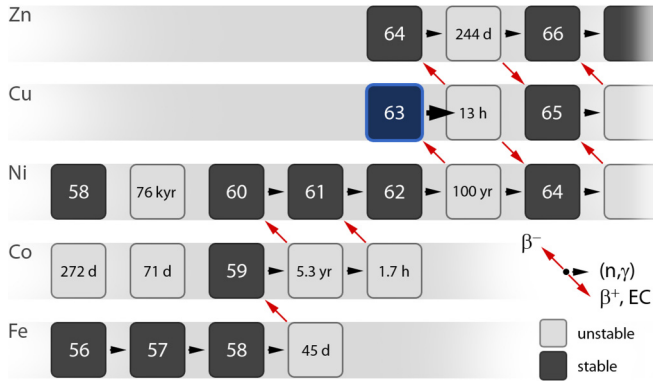 Zn
64 244 d 66
Cu
63 13 h 65
Ni
58 76 kyr 60 61 62 100 yr 64
Co
272 d 71 d 59 5.3 yr 1.7 h
β⁻
(n,γ)
β⁺, EC
Fe
56 57 58 45 d
unstable
stable